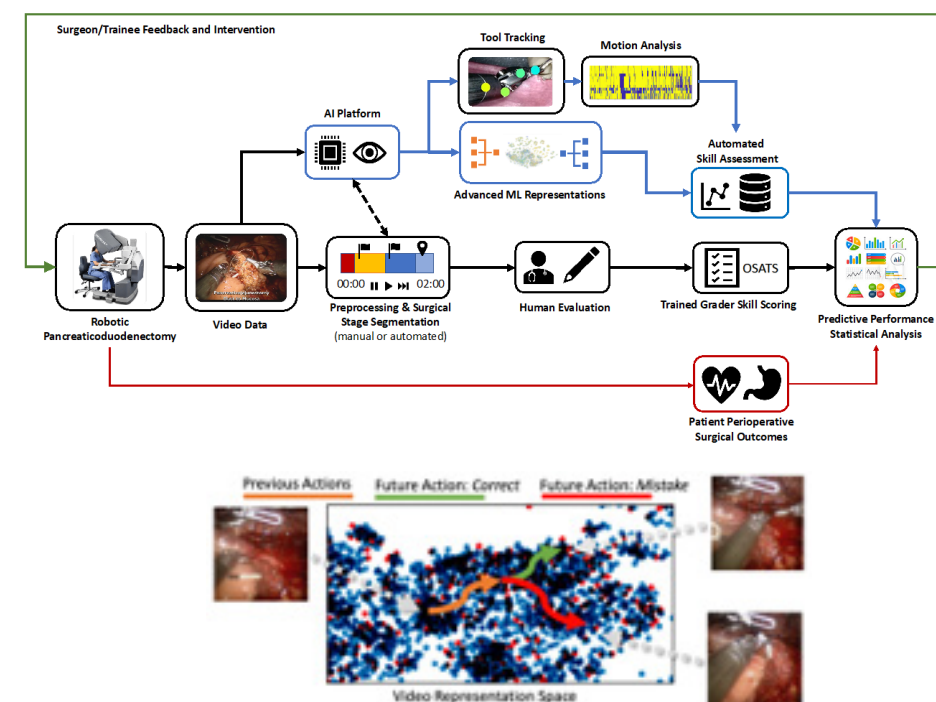 Surgeon/Trainee Feedback and Intervention
Tool Tracking
Motion Analysis
AI Platform
Automated
Skill Assessment
Advanced ML Representations
00:00
02:00
OSATS
Robotic
Pancreaticoduodenectomy
Video Data
Preprocessing & Surgical
Stage Segmentation
(manual or automated)
Human Evaluation
Trained Grader Skill Scoring
Predictive Performance
Statistical Analysis
Patient Perioperative
Surgical Outcomes
Previous Actions
Future Action: Correct
Future Action: Mistake
Video Representation Space